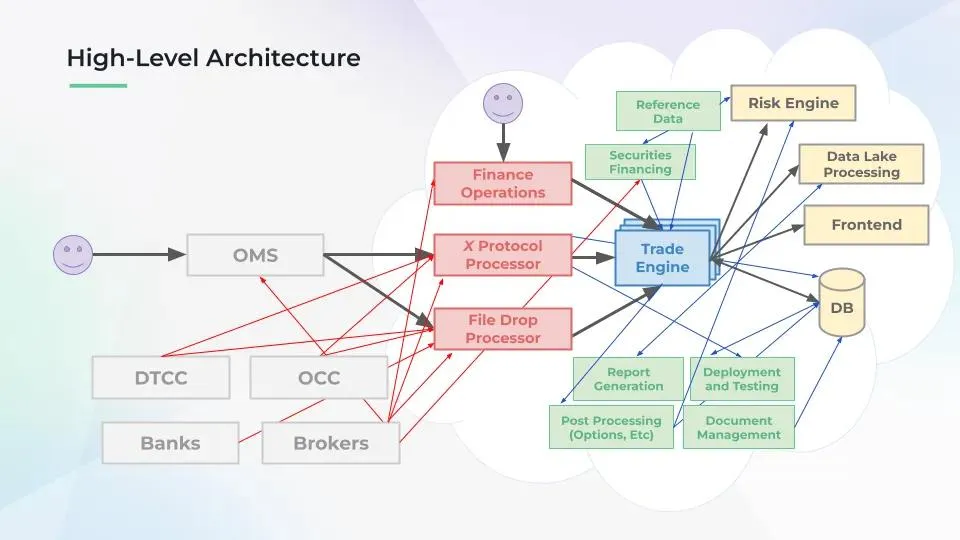 High-Level Architecture
Reference
Data
Risk Engine
Securities
Financing
Data Lake
Processing
Finance
Operations
Frontend
OMS
X Protocol
Processor
Trade
Engine
DB
File Drop
Processor
DTCC
OCC
Report
Generation
Deployment
and Testing
Banks
Brokers
Post Processing
(Options, Etc)
Document
Management